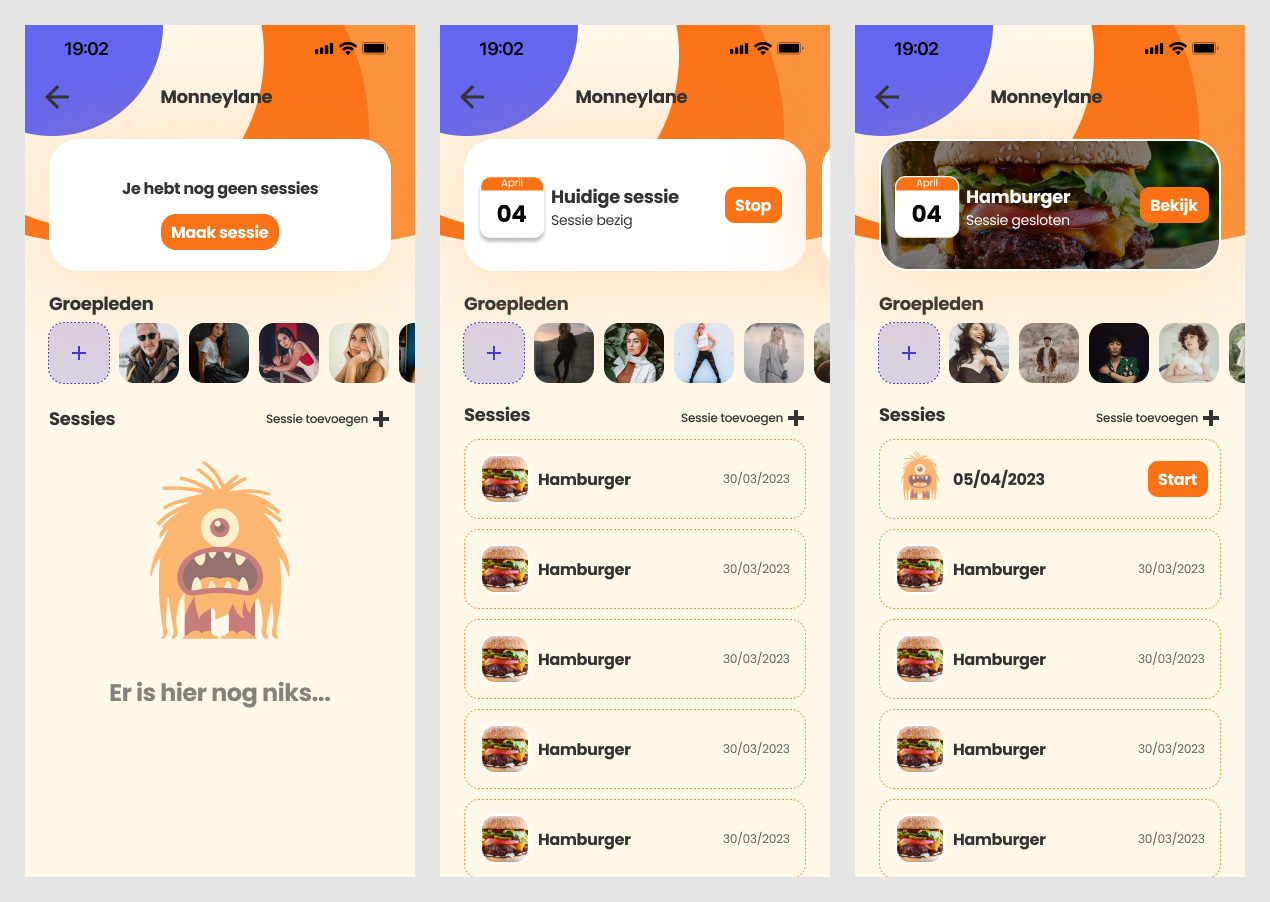 19:02
Monneylane
Je hebt nog geen sessies
Maak sessie
Groepleden
+
Sessies
Sessie toevoegen +
Er is hier nog niks...
19:02
Monneylane
April
04
Huidige sessie
Sessie bezig
Stop
Groepleden
+
Sessies
Sessie toevoegen +
Hamburger 30/03/2023
Hamburger 30/03/2023
Hamburger 30/03/2023
Hamburger 30/03/2023
Hamburger 30/03/2023
19:02
Monneylane
April
04
Hamburger
Sessie gesloten
Bekijk
Groepleden
+
Sessies
Sessie toevoegen +
05/04/2023 Start
Hamburger 30/03/2023
Hamburger 30/03/2023
Hamburger 30/03/2023
Hamburger 30/03/2023